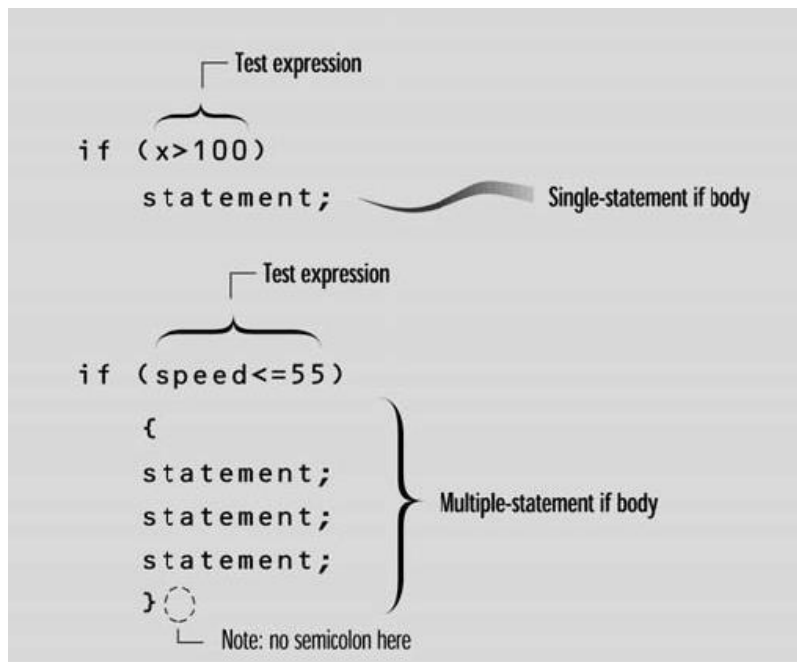 Test expression
if (x>100)
statement; Single-statement if body
Test expression
if (speed<=55)
{
statement;
statement; Multiple-statement if body
statement;
}
Note: no semicolon here